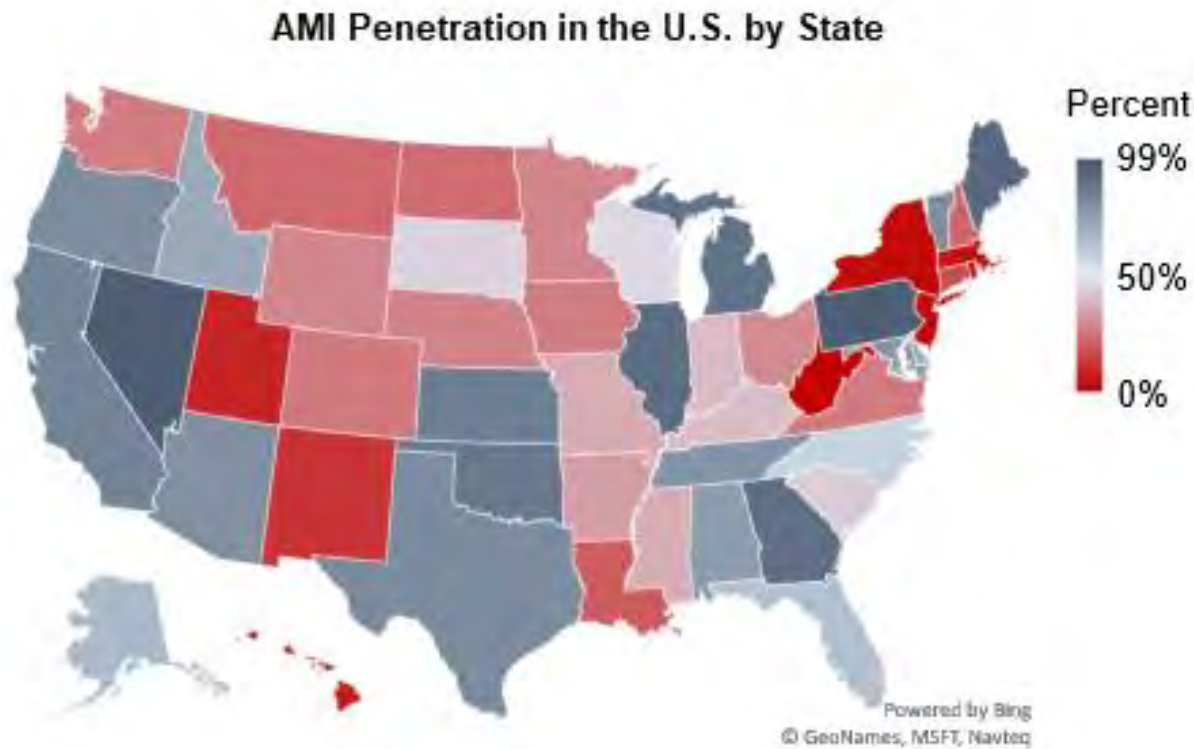 AMI Penetration in the U.S. by State
Percent
99%
50%
0%
Powered by Bing
© GeoNames, MSFT, Navteq